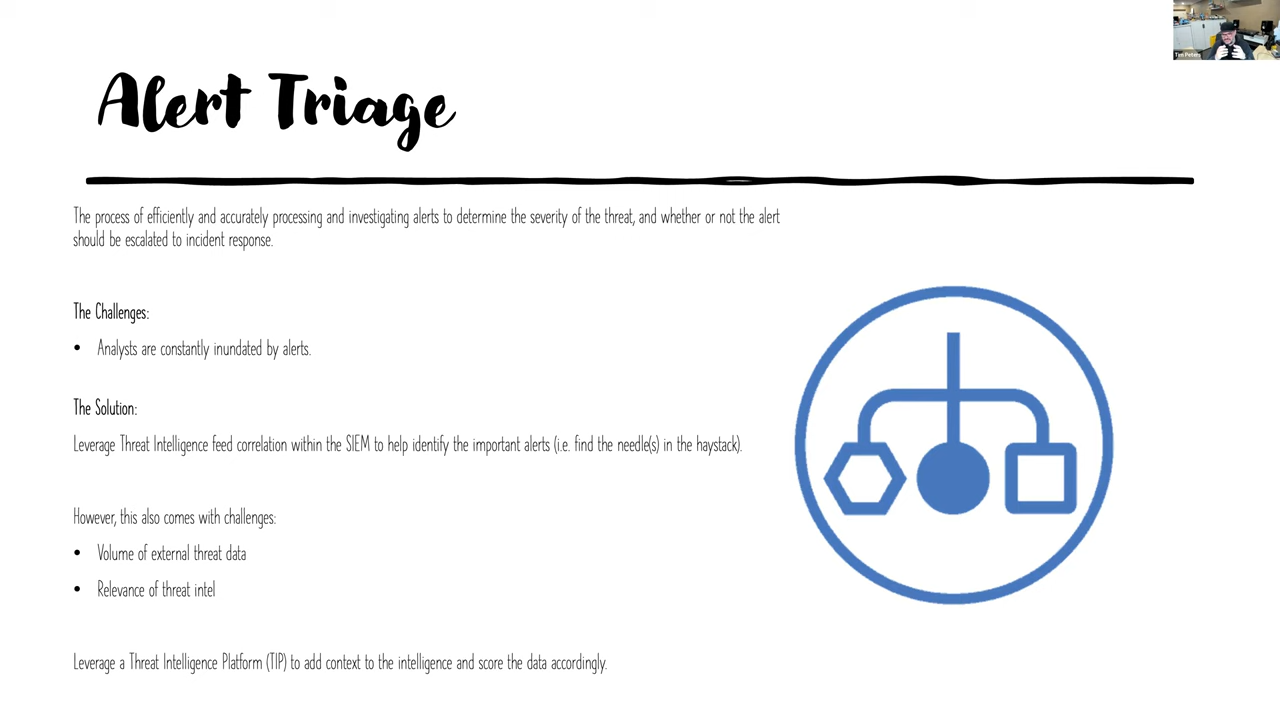 Tim Peters
Alert Triage
The process of efficiently and accurately processing and investigating alerts to determine the severity of the threat, and whether or not the alert
should be escalated to incident response.
The Challenges:
• Analysts are constantly inundated by alerts.
The Solution:
Leverage Threat Intelligence feed correlation within the SIEM to help identify the important alerts (i.e. find the needle(s) in the haystack).
However, this also comes with challenges:
• Volume of external threat data
• Relevance of threat intel
Leverage a Threat Intelligence Platform (TIP) to add context to the intelligence and score the data accordingly.